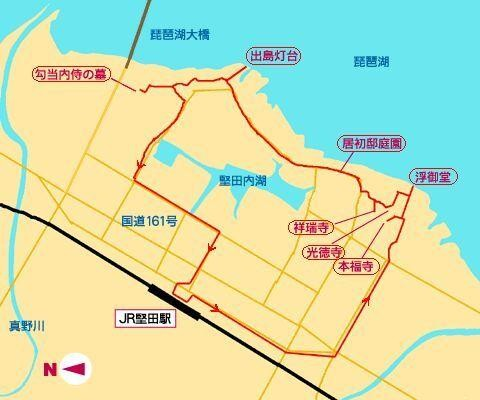 琵琶湖大橋
出島灯台
琵琶湖
勾当内侍の墓
居初邸庭園
浮御堂
堅田内湖
国道161号
祥瑞寺
光徳寺
本福寺
JR堅田駅
真野川
N